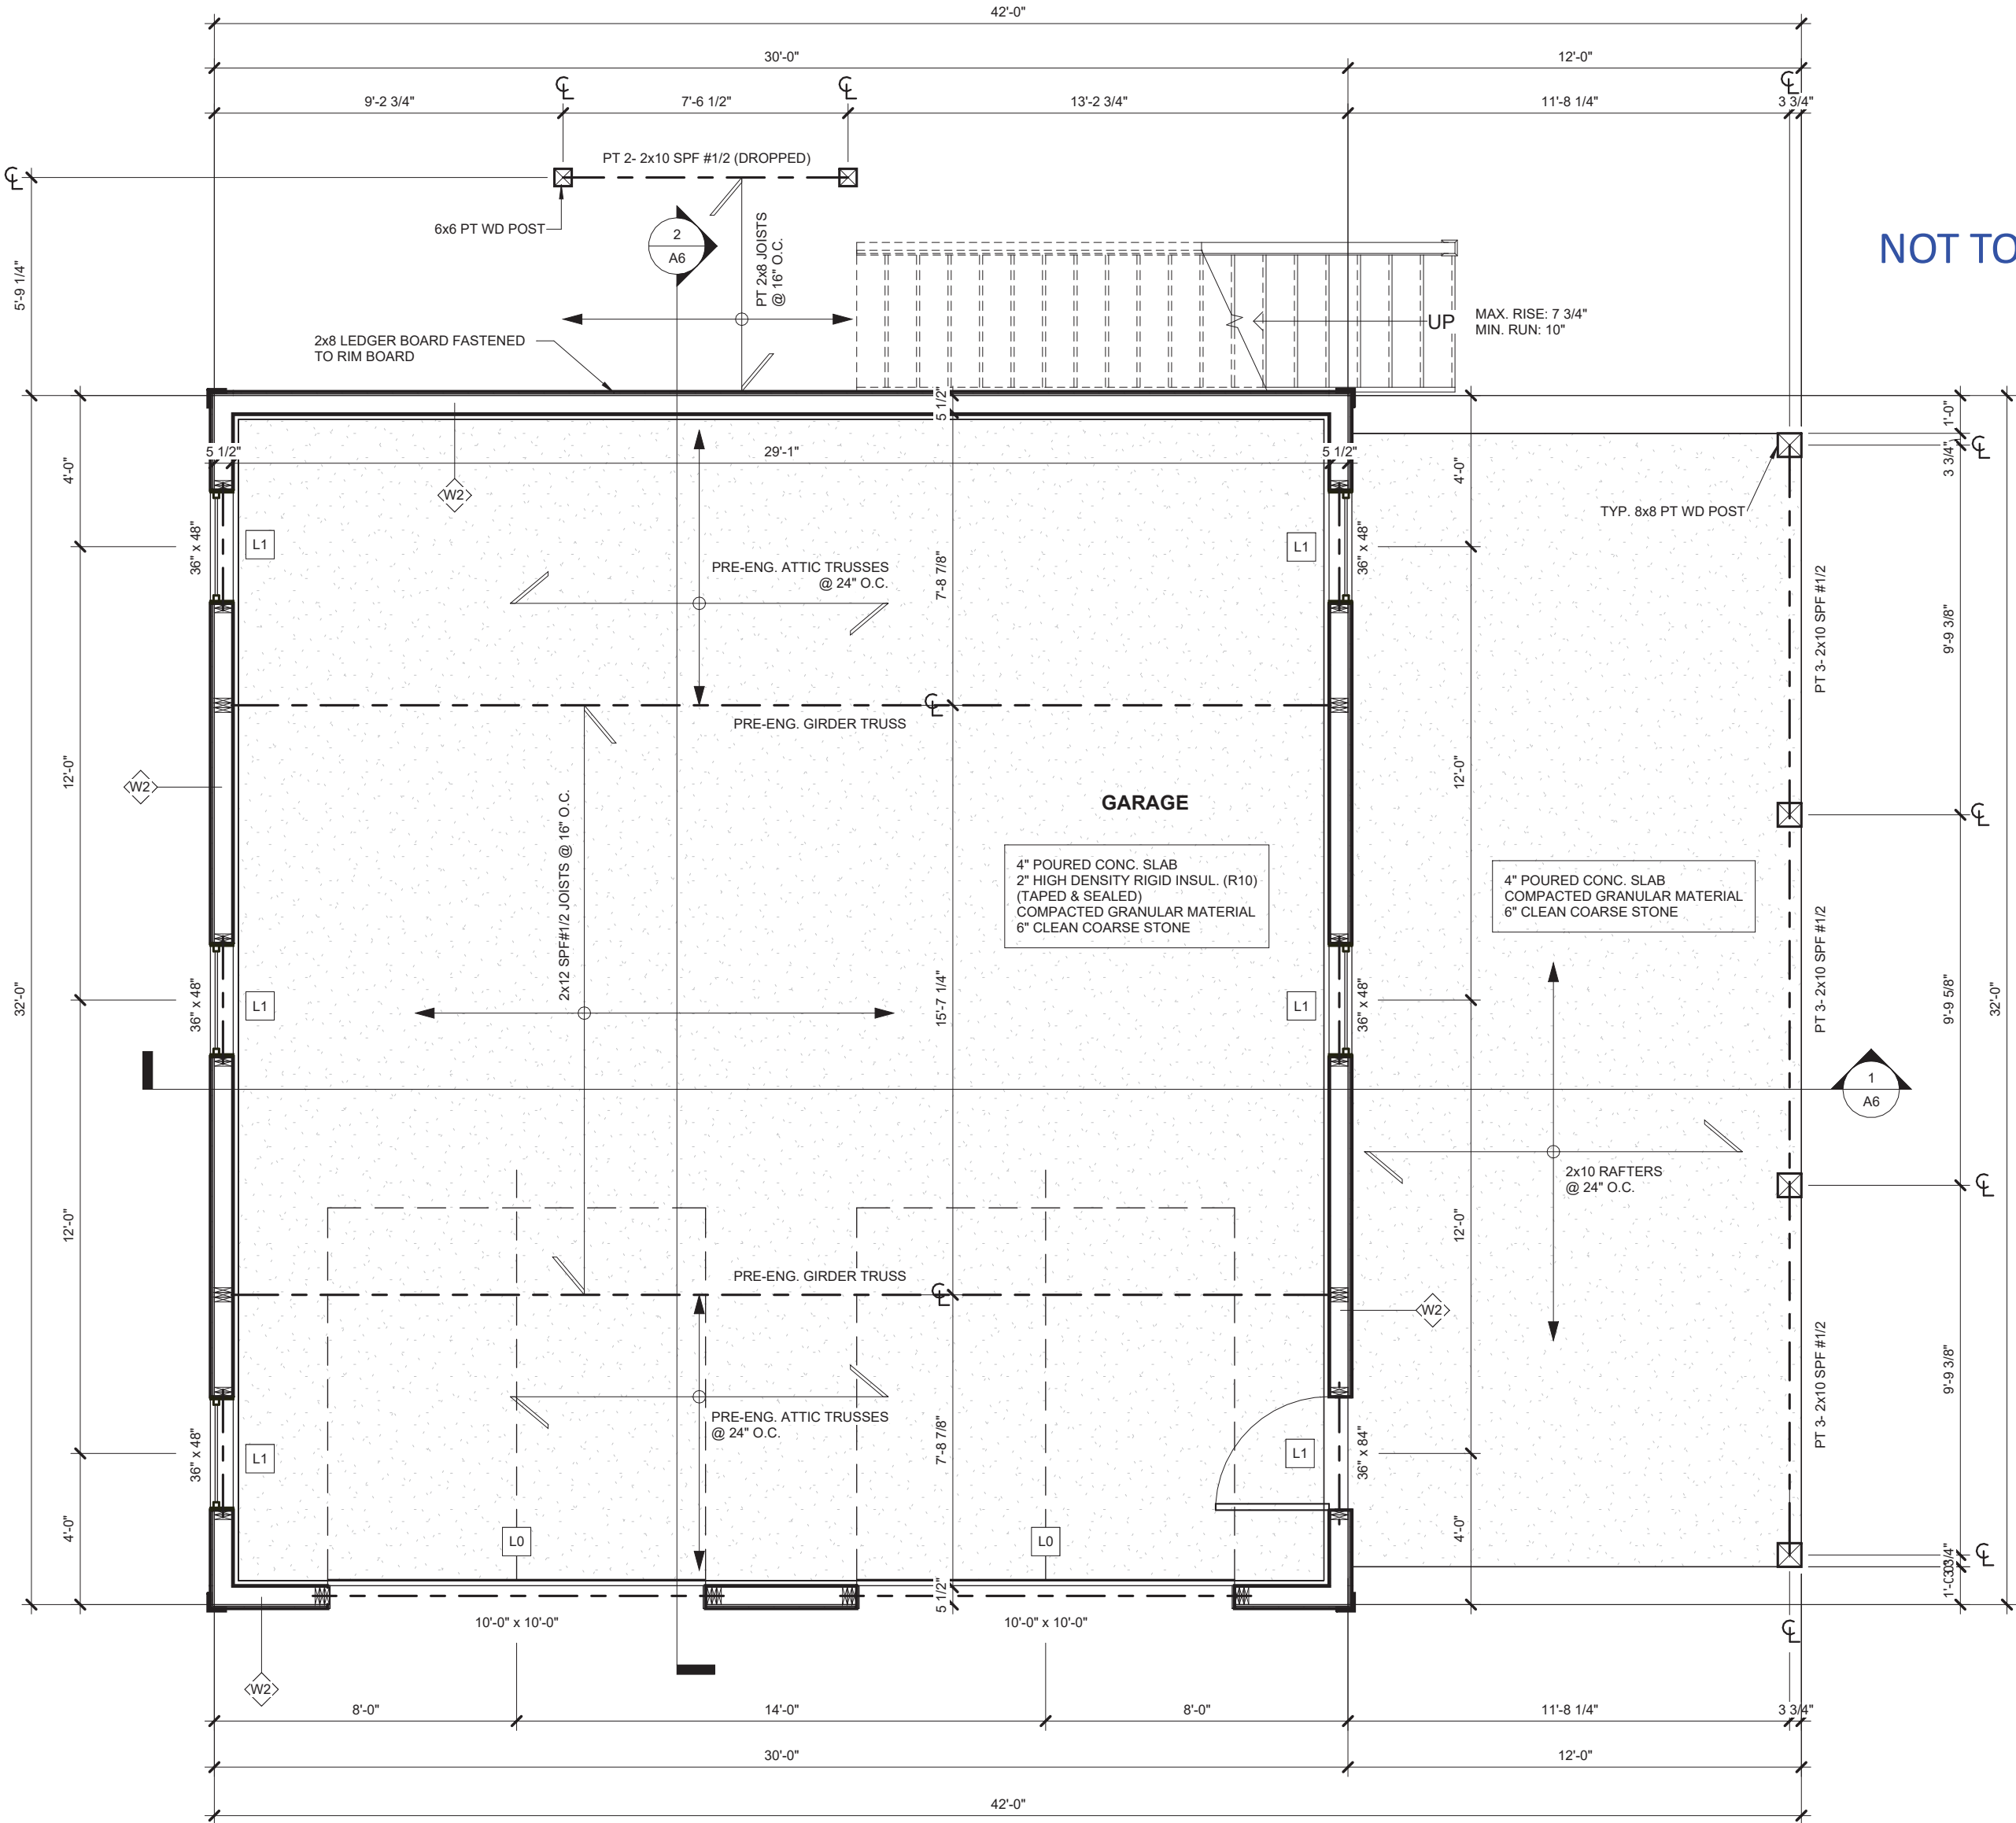 42'-0"
30'-0"
12'-0"
9'-2 3/4"
7'-6 1/2"
13'-2 3/4"
11'-8 1/4"
3 3/4"
PT 2- 2x10 SPF #1/2 (DROPPED)
6x6 PT WD POST
2
A6
PT 2x8 JOISTS
@ 16" O.C.
NOT TO
5'-9 1/4"
UP
MAX. RISE: 7 3/4"
MIN. RUN: 10"
2x8 LEDGER BOARD FASTENED
TO RIM BOARD
5 1/2"
1'-0"
3 3/4"
4'-0"
5 1/2"
29'-1"
5 1/2"
4'-0"
W2
TYP. 8x8 PT WD POST
36" x 48"
L1
L1
36" x 48"
PRE-ENG. ATTIC TRUSSES
@ 24" O.C.
7'-8 7/8"
PT 3- 2x10 SPF #1/2
9'-9 3/8"
PRE-ENG. GIRDER TRUSS
12'-0"
W2
12'-0"
GARAGE
2x12 SPF#1/2 JOISTS @ 16" O.C.
4" POURED CONC. SLAB
2" HIGH DENSITY RIGID INSUL. (R10)
(TAPED & SEALED)
COMPACTED GRANULAR MATERIAL
6" CLEAN COARSE STONE
4" POURED CONC. SLAB
COMPACTED GRANULAR MATERIAL
6" CLEAN COARSE STONE
32'-0"
36" x 48"
L1
15'-7 1/4"
L1
36" x 48"
PT 3- 2x10 SPF #1/2
9'-9 5/8"
32'-0"
1
A6
2x10 RAFTERS
@ 24" O.C.
12'-0"
12'-0"
PRE-ENG. GIRDER TRUSS
W2
PT 3- 2x10 SPF #1/2
9'-9 3/8"
PRE-ENG. ATTIC TRUSSES
@ 24" O.C.
7'-8 7/8"
36" x 48"
L1
L1
36" x 84"
4'-0"
L0
L0
4'-0"
5 1/2"
10'-0" x 10'-0"
10'-0" x 10'-0"
W2
8'-0"
14'-0"
8'-0"
11'-8 1/4"
3 3/4"
30'-0"
12'-0"
42'-0"